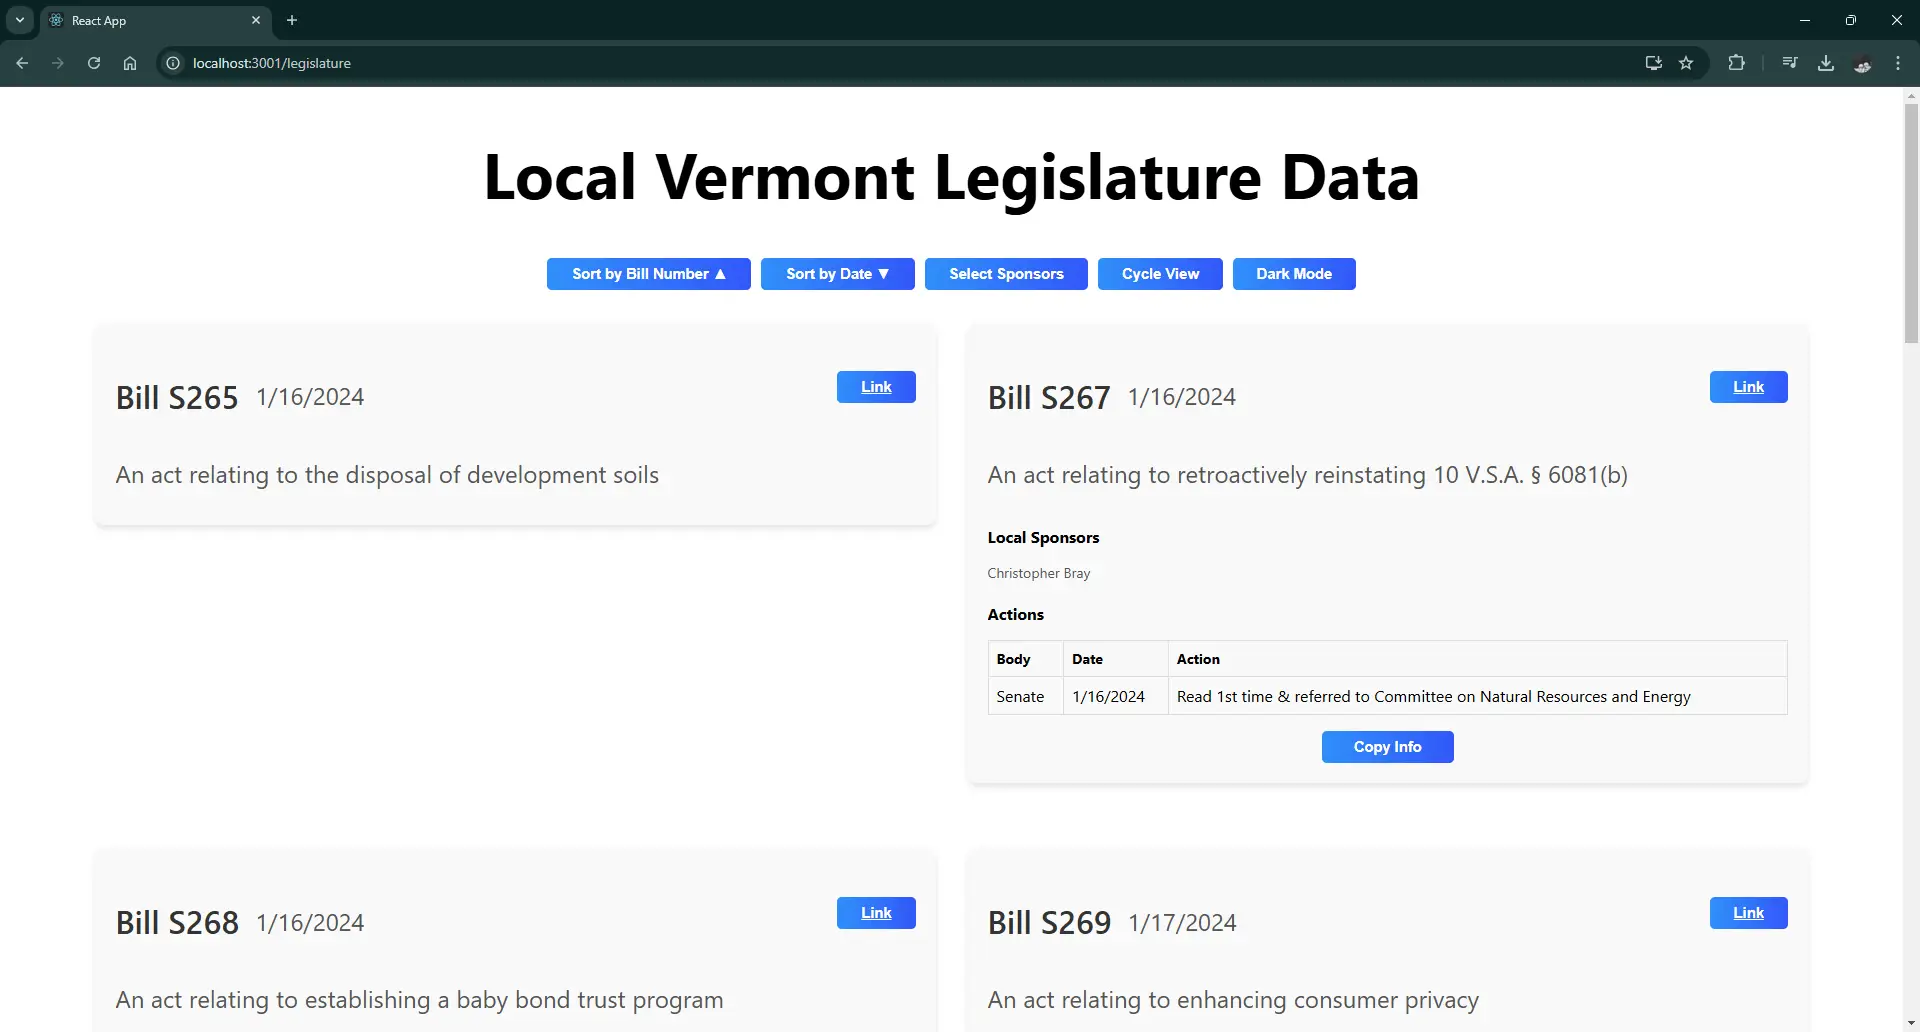 React App
localhost:3001/legislature
Local Vermont Legislature Data
Sort by Bill Number ▲
Sort by Date ▼
Select Sponsors
Cycle View
Dark Mode
Bill S265 1/16/2024
Link
An act relating to the disposal of development soils
Bill S267 1/16/2024
Link
An act relating to retroactively reinstating 10 V.S.A. § 6081(b)
Local Sponsors
Christopher Bray
Actions
Body Date Action
Senate 1/16/2024 Read 1st time & referred to Committee on Natural Resources and Energy
Copy Info
Bill S268 1/16/2024
Link
An act relating to establishing a baby bond trust program
Bill S269 1/17/2024
Link
An act relating to enhancing consumer privacy